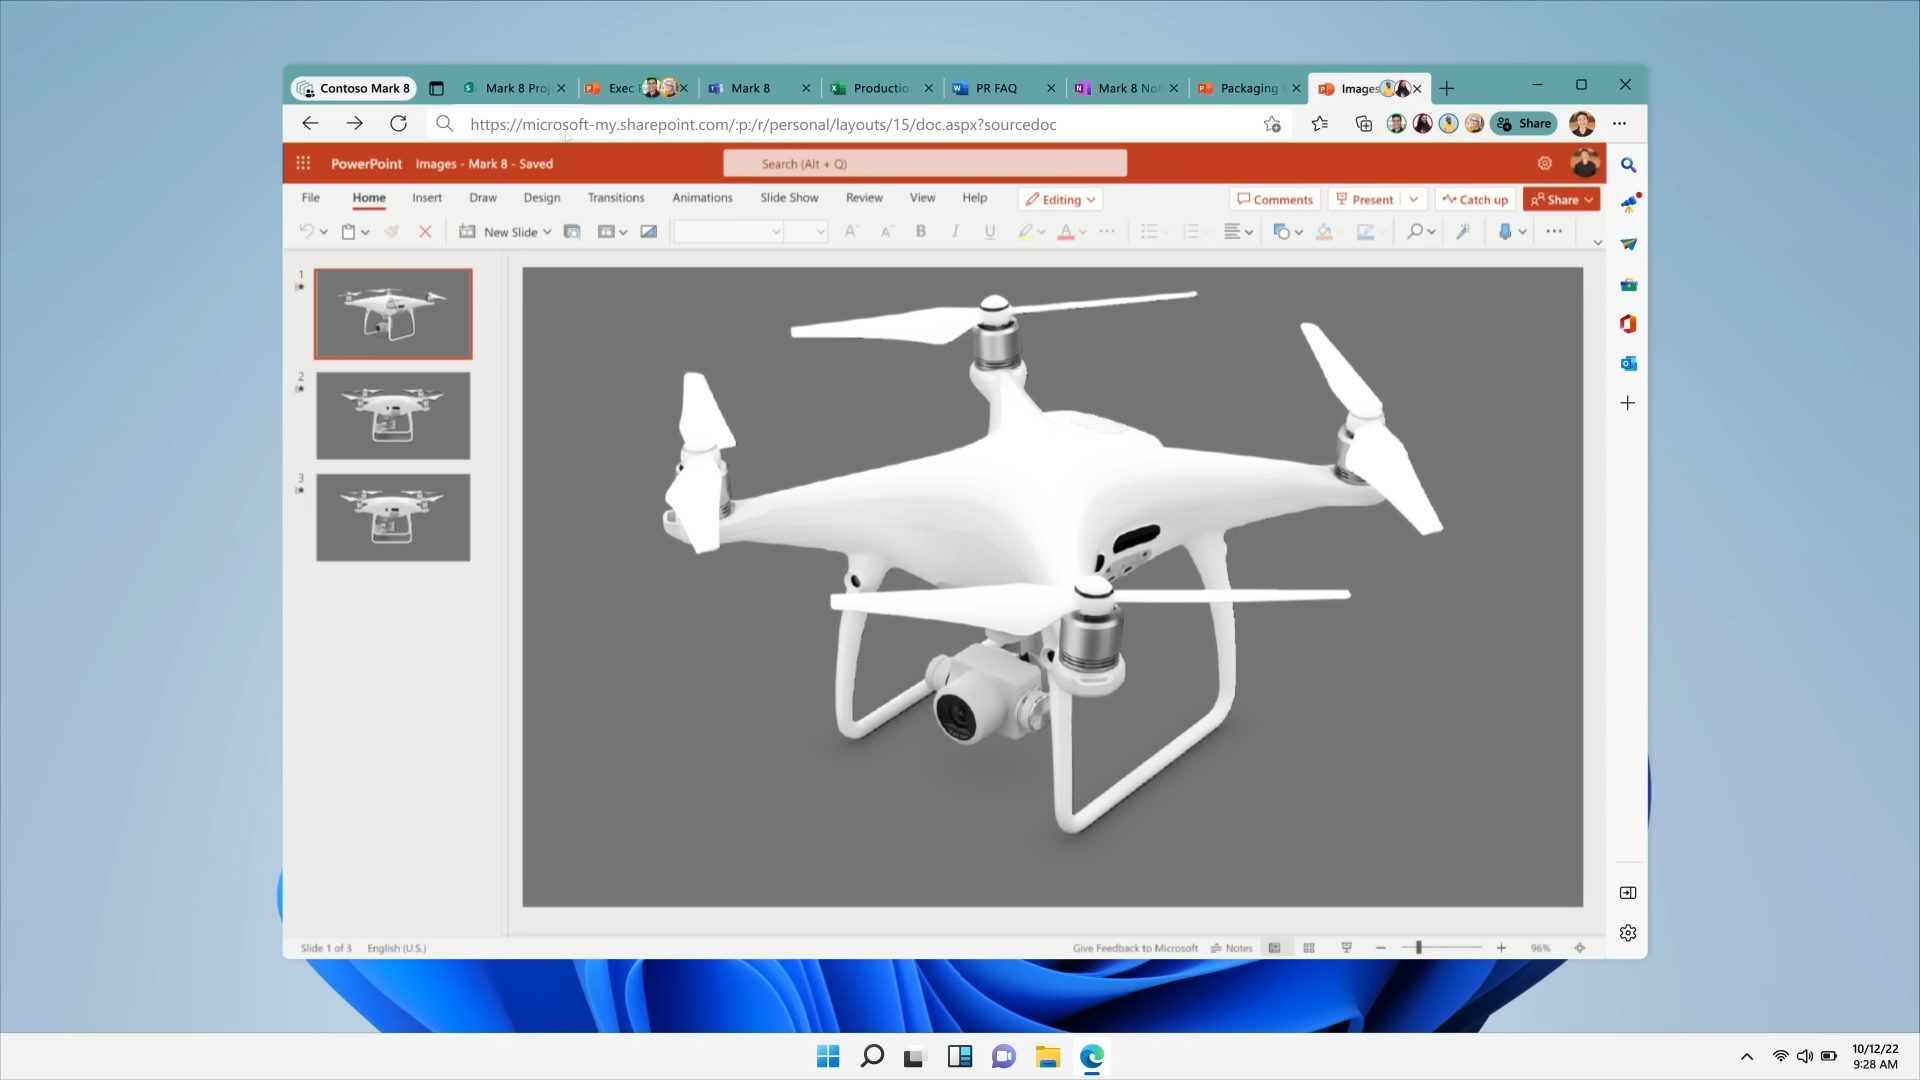 Contoso Mark 8
Mark 8 Proj
Exec
Mark 8
Productio
PR FAQ
Mark 8 No
Packaging
Images
https://microsoft-my.sharepoint.com/:p:/r/personal/layouts/15/doc.aspx?sourcedoc
Share
PowerPoint
Images - Mark 8 - Saved
Search (Alt + Q)
File
Home
Insert
Draw
Design
Transitions
Animations
Slide Show
Review
View
Help
Editing
Comments
Present
Catch up
Share
New Slide
1
2
3
Slide 1 of 3
English (U.S.)
Give Feedback to Microsoft
Notes
96%
10/12/22
9:28 AM